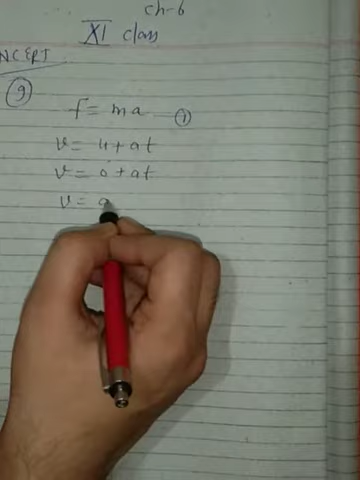 ch-6
XI class
NCERT
9
f = ma ①
v = u + at
v = 0 + at
v = a